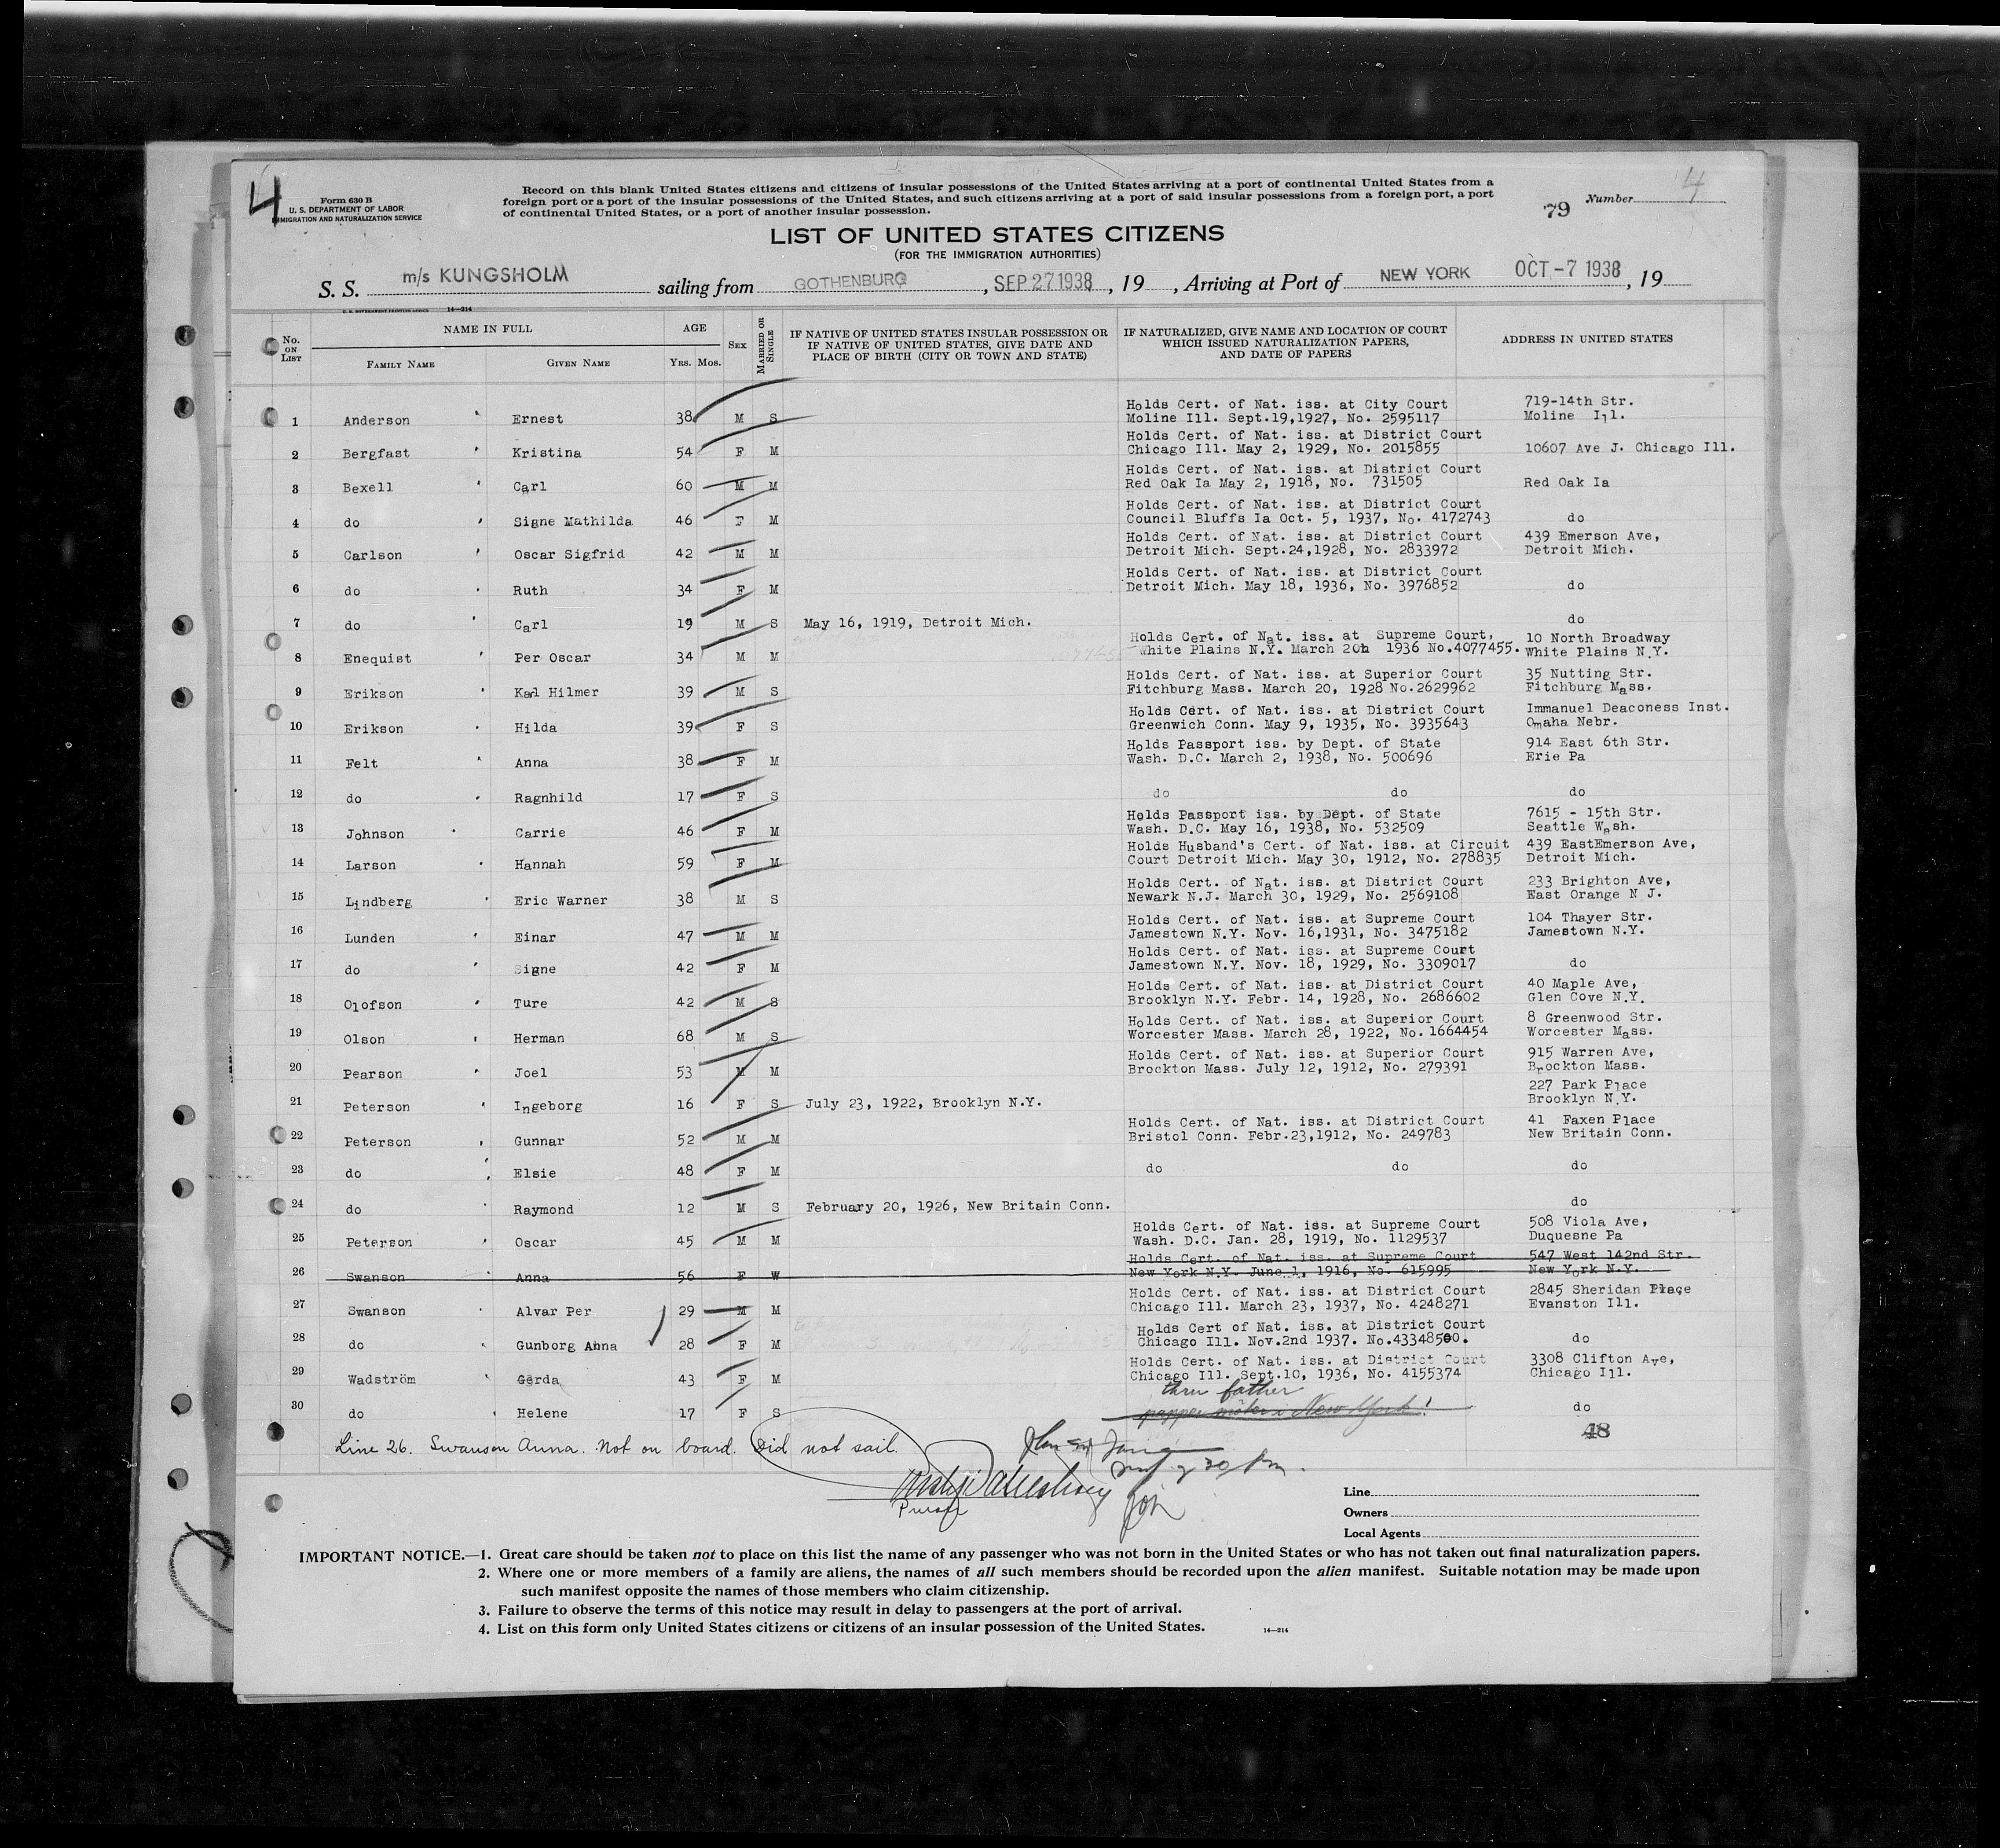 4
Form 630 B
U. S. DEPARTMENT OF LABOR
IMMIGRATION AND NATURALIZATION SERVICE
Record on this blank United States citizens and citizens of insular possessions of the United States arriving at a port of continental United States from a
foreign port or a port of the insular possessions of the United States, and such citizens arriving at a port of said insular possessions from a foreign port, a port
of continental United States, or a port of another insular possession.
79 Number 4
LIST OF UNITED STATES CITIZENS
(FOR THE IMMIGRATION AUTHORITIES)
S. S. m/s KUNGSHOLM sailing from GOTHENBURG, SEP 27 1938, 19 , Arriving at Port of NEW YORK OCT -7 1938, 19
14—214
No. ON LIST NAME IN FULL AGE SEX MARRIED OR SINGLE IF NATIVE OF UNITED STATES INSULAR POSSESSION OR IF NATIVE OF UNITED STATES, GIVE DATE AND PLACE OF BIRTH (CITY OR TOWN AND STATE) IF NATURALIZED, GIVE NAME AND LOCATION OF COURT WHICH ISSUED NATURALIZATION PAPERS, AND DATE OF PAPERS ADDRESS IN UNITED STATES
FAMILY NAME GIVEN NAME YRS. MOS.
Holds Cert. of Nat. iss. at City Court 719-14th Str.
1 Anderson Ernest 38 M S Moline Ill. Sept.19,1927, No. 2595117 Moline Ill.
Holds Cert. of Nat. iss. at District Court
2 Bergfast Kristina 54 F M Chicago Ill. May 2, 1929, No. 2015855 10607 Ave J. Chicago Ill.
Holds Cert. of Nat. iss. at District Court
3 Bexell Carl 60 M M Red Oak Ia May 2, 1918, No. 731505 Red Oak Ia
Holds Cert. of Nat. iss. at District Court
4 do Signe Mathilda 46 F M Council Bluffs Ia Oct. 5, 1937, No. 4172743 do
Holds Cert. of Nat. iss. at District Court 439 Emerson Ave,
5 Carlson Oscar Sigfrid 42 M M Detroit Mich. Sept.24,1928, No. 2833972 Detroit Mich.
Holds Cert. of Nat. iss. at District Court
6 do Ruth 34 F M Detroit Mich. May 18, 1936, No. 3976852 do
7 do Carl 19 M S May 16, 1919, Detroit Mich. do
Holds Cert. of Nat. iss. at Supreme Court, 10 North Broadway
8 Enequist Per Oscar 34 M M White Plains N.Y. March 20h 1936 No.4077455. White Plains N.Y.
Holds Cert. of Nat. iss. at Superior Court 35 Nutting Str.
9 Erikson Karl Hilmer 39 M S Fitchburg Mass. March 20, 1928 No.2629962 Fitchburg Mass.
Holds Cert. of Nat. iss. at District Court Immanuel Deaconess Inst.
10 Erikson Hilda 39 F S Greenwich Conn. May 9, 1935, No. 3935643 Omaha Nebr.
Holds Passport iss. by Dept. of State 914 East 6th Str.
11 Felt Anna 38 F M Wash. D.C. March 2, 1938, No. 500696 Erie Pa
12 do Ragnhild 17 F S do do do
Holds Passport iss. by Dept. of State 7615 - 15th Str.
13 Johnson Carrie 46 F M Wash. D.C. May 16, 1938, No. 532509 Seattle Wash.
Holds Husband's Cert. of Nat. iss. at Circuit 439 EastEmerson Ave,
14 Larson Hannah 59 F M Court Detroit Mich. May 30, 1912, No. 278835 Detroit Mich.
Holds Cert. of Nat. iss. at District Court 233 Brighton Ave,
15 Lindberg Eric Warner 38 M S Newark N.J. March 30, 1929, No. 2569108 East Orange N J.
Holds Cert. of Nat. iss. at Supreme Court 104 Thayer Str.
16 Lunden Einar 47 M M Jamestown N.Y. Nov. 16,1931, No. 3475182 Jamestown N.Y.
Holds Cert. of Nat. iss. at Supreme Court
17 do Signe 42 F M Jamestown N.Y. Nov. 18, 1929, No. 3309017 do
Holds Cert. of Nat. iss. at District Court 40 Maple Ave,
18 Olofson Ture 42 M S Brooklyn N.Y. Febr. 14, 1928, No. 2686602 Glen Cove N.Y.
Holds Cert. of Nat. iss. at Superior Court 8 Greenwood Str.
19 Olson Herman 68 M S Worcester Mass. March 28, 1922, No. 1664454 Worcester Mass.
Holds Cert. of Nat. iss. at Superior Court 915 Warren Ave,
20 Pearson Joel 53 M M Brockton Mass. July 12, 1912, No. 279391 Brockton Mass.
227 Park Place
21 Peterson Ingeborg 16 F S July 23, 1922, Brooklyn N.Y. Brooklyn N.Y.
Holds Cert. of Nat. iss. at District Court 41 Faxen Place
22 Peterson Gunnar 52 M M Bristol Conn. Febr.23,1912, No. 249783 New Britain Conn.
23 do Elsie 48 F M do do do
24 do Raymond 12 M S February 20, 1926, New Britain Conn. do
Holds Cert. of Nat. iss. at Supreme Court 508 Viola Ave,
25 Peterson Oscar 45 M M Wash. D.C. Jan. 28, 1919, No. 1129537 Duquesne Pa
Holds Cert. of Nat. iss. at Supreme Court 547 West 142nd Str.
26 Swanson Anna 56 F W New York N.Y. June 1, 1916, No. 615995 New York N.Y.
Holds Cert. of Nat. iss. at District Court 2845 Sheridan Place
27 Swanson Alvar Per 29 M M Chicago Ill. March 23, 1937, No. 4248271 Evanston Ill.
Holds Cert of Nat. iss. at District Court
28 do Gunborg Anna 28 F M Chicago Ill. Nov.2nd 1937. No.4334850. do
Holds Cert. of Nat. iss. at District Court 3308 Clifton Ave,
29 Wadström Gerda 43 F M Chicago Ill. Sept.10, 1936, No. 4155374 Chicago Ill.
thru father
30 do Helene 17 F S New York! do
48
Line 26. Swanson Anna. Not on board. Did not sail.
Purser
Line
Owners
Local Agents
IMPORTANT NOTICE.—1. Great care should be taken not to place on this list the name of any passenger who was not born in the United States or who has not taken out final naturalization papers.
2. Where one or more members of a family are aliens, the names of all such members should be recorded upon the alien manifest. Suitable notation may be made upon
such manifest opposite the names of those members who claim citizenship.
3. Failure to observe the terms of this notice may result in delay to passengers at the port of arrival.
4. List on this form only United States citizens or citizens of an insular possession of the United States. 14—214